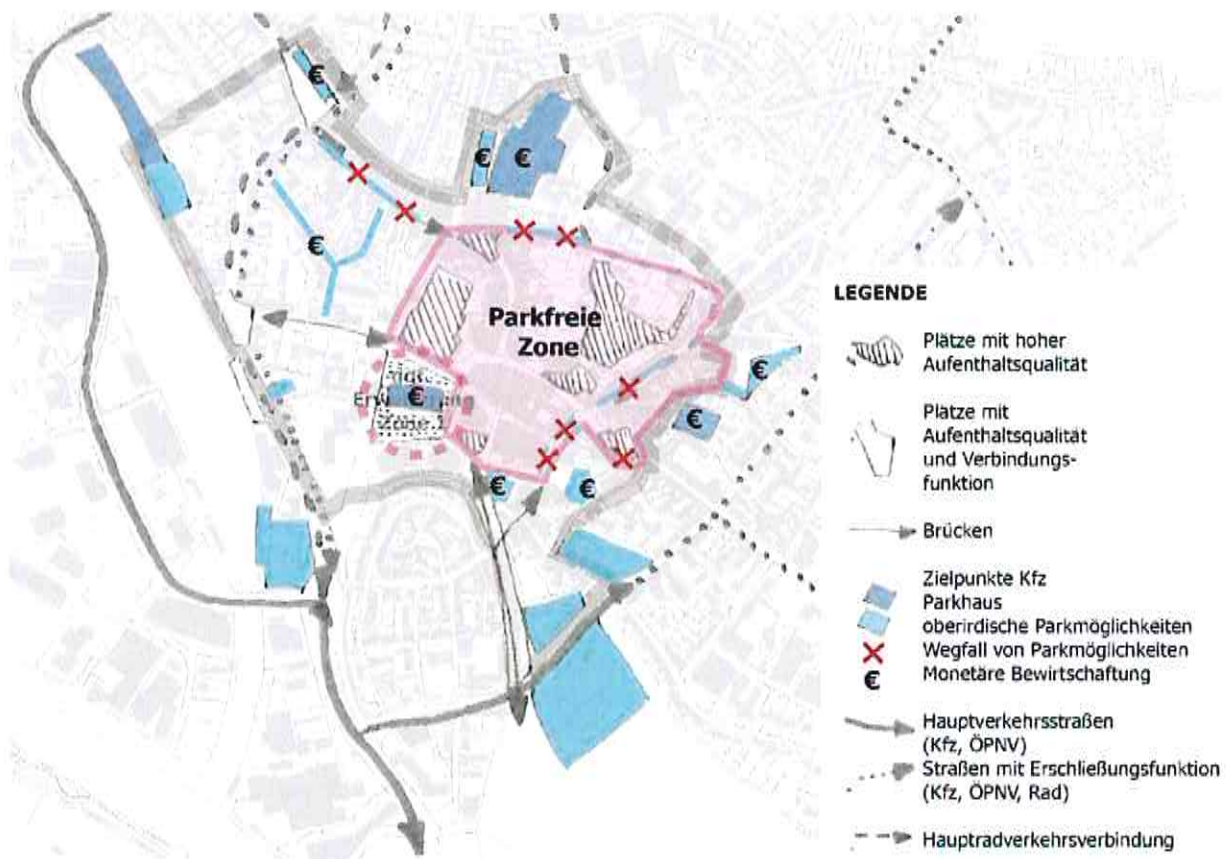 €
€
€
€
Parkfreie
Zone
€
€
€
€
€
LEGENDE
Plätze mit hoher
Aufenthaltsqualität
Plätze mit
Aufenthaltsqualität
und Verbindungs-
funktion
Brücken
Zielpunkte Kfz
Parkhaus
oberirdische Parkmöglichkeiten
Wegfall von Parkmöglichkeiten
€ Monetäre Bewirtschaftung
Hauptverkehrsstraßen
(Kfz, ÖPNV)
Straßen mit Erschließungsfunktion
(Kfz, ÖPNV, Rad)
Hauptradverkehrsverbindung